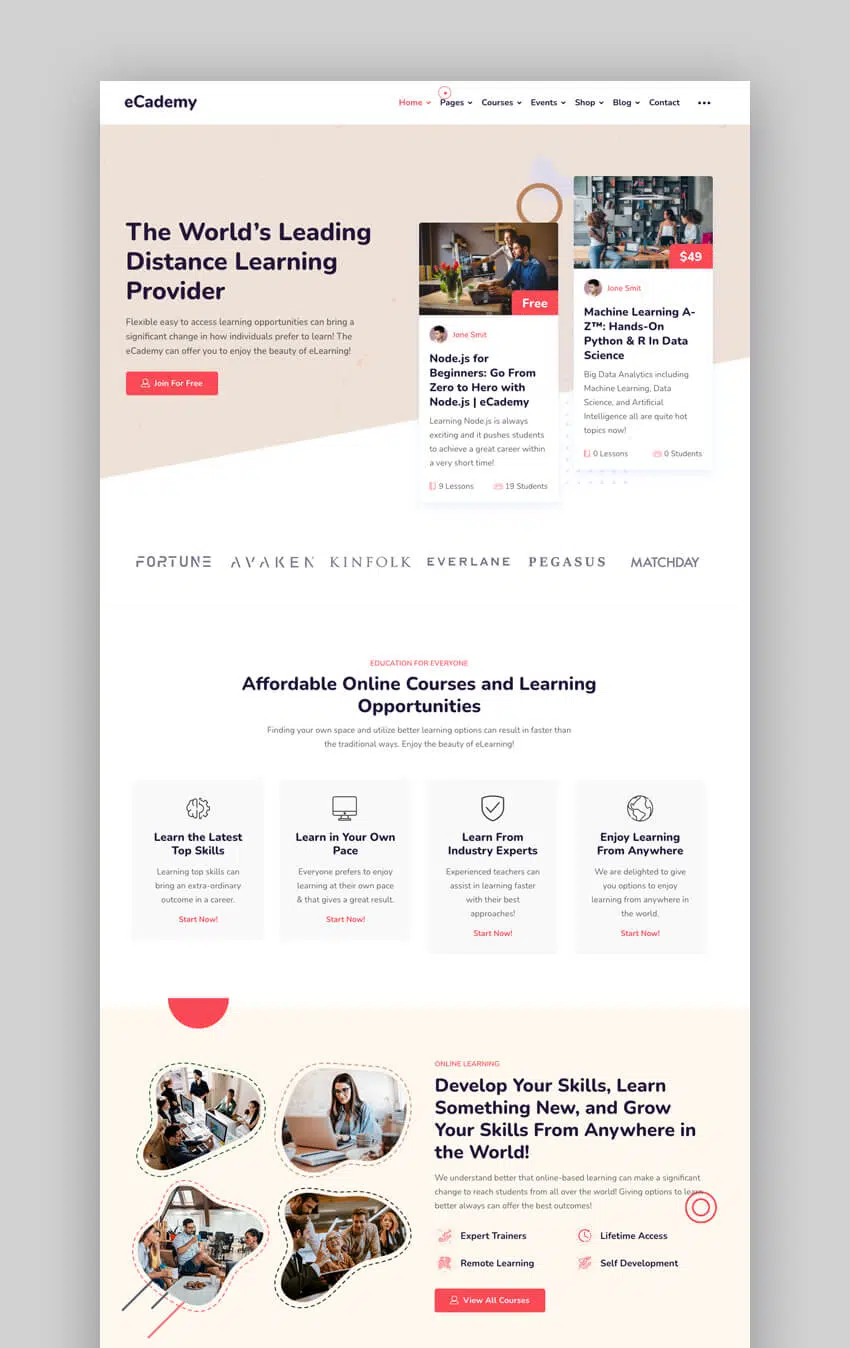 eCademy
Home Pages Courses Events Shop Blog Contact
The World's Leading
Distance Learning
Provider
Flexible easy to access learning opportunities can bring a
significant change in how individuals prefer to learn! The
eCademy can offer you to enjoy the beauty of eLearning!
Join For Free
Free
Jone Smit
Node.js for
Beginners: Go From
Zero to Hero with
Node.js | eCademy
Learning Node.js is always
exciting and it pushes students
to achieve a great career within
a very short time!
9 Lessons 19 Students
$49
Jone Smit
Machine Learning A-
Z™: Hands-On
Python & R In Data
Science
Big Data Analytics including
Machine Learning, Data
Science, and Artificial
Intelligence all are quite hot
topics now!
0 Lessons 0 Students
FORTUNE AVAKEN KINFOLK EVERLANE PEGASUS MATCHDAY
EDUCATION FOR EVERYONE
Affordable Online Courses and Learning
Opportunities
Finding your own space and utilize better learning options can result in faster than
the traditional ways. Enjoy the beauty of eLearning!
Learn the Latest
Top Skills
Learning top skills can
bring an extra-ordinary
outcome in a career.
Start Now!
Learn in Your Own
Pace
Everyone prefers to enjoy
learning at their own pace
& that gives a great result.
Start Now!
Learn From
Industry Experts
Experienced teachers can
assist in learning faster
with their best
approaches!
Start Now!
Enjoy Learning
From Anywhere
We are delighted to give
you options to enjoy
learning from anywhere in
the world.
Start Now!
ONLINE LEARNING
Develop Your Skills, Learn
Something New, and Grow
Your Skills From Anywhere in
the World!
We understand better that online-based learning can make a significant
change to reach students from all over the world! Giving options to learn
better always can offer the best outcomes!
Expert Trainers Lifetime Access
Remote Learning Self Development
View All Courses